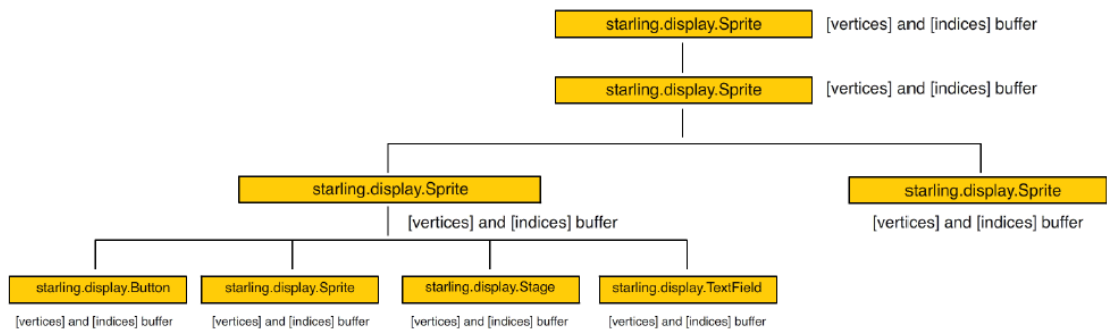 starling.display.Sprite
[vertices] and [indices] buffer
starling.display.Sprite
[vertices] and [indices] buffer
starling.display.Sprite
starling.display.Sprite
[vertices] and [indices] buffer
[vertices] and [indices] buffer
starling.display.Button
starling.display.Sprite
starling.display.Stage
starling.display.TextField
[vertices] and [indices] buffer
[vertices] and [indices] buffer
[vertices] and [indices] buffer
[vertices] and [indices] buffer